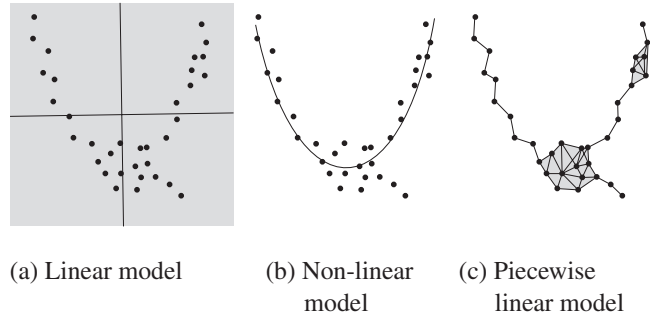 (a) Linear model
(b) Non-linear
model
(c) Piecewise
linear model